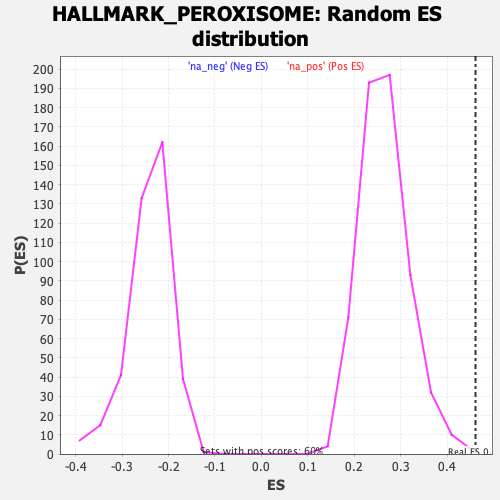 HALLMARK_PEROXISOME: Random ES
distribution
'na_neg' (Neg ES) 'na_pos' (Pos ES)
200
190
180
170
160
150
140
130
120
110
100
90
80
70
60
50
40
30
20
10
0
P(ES)
Sets with pos scores: 60%
Real ES 0
-0.4 -0.3 -0.2 -0.1 0.0 0.1 0.2 0.3 0.4
ES